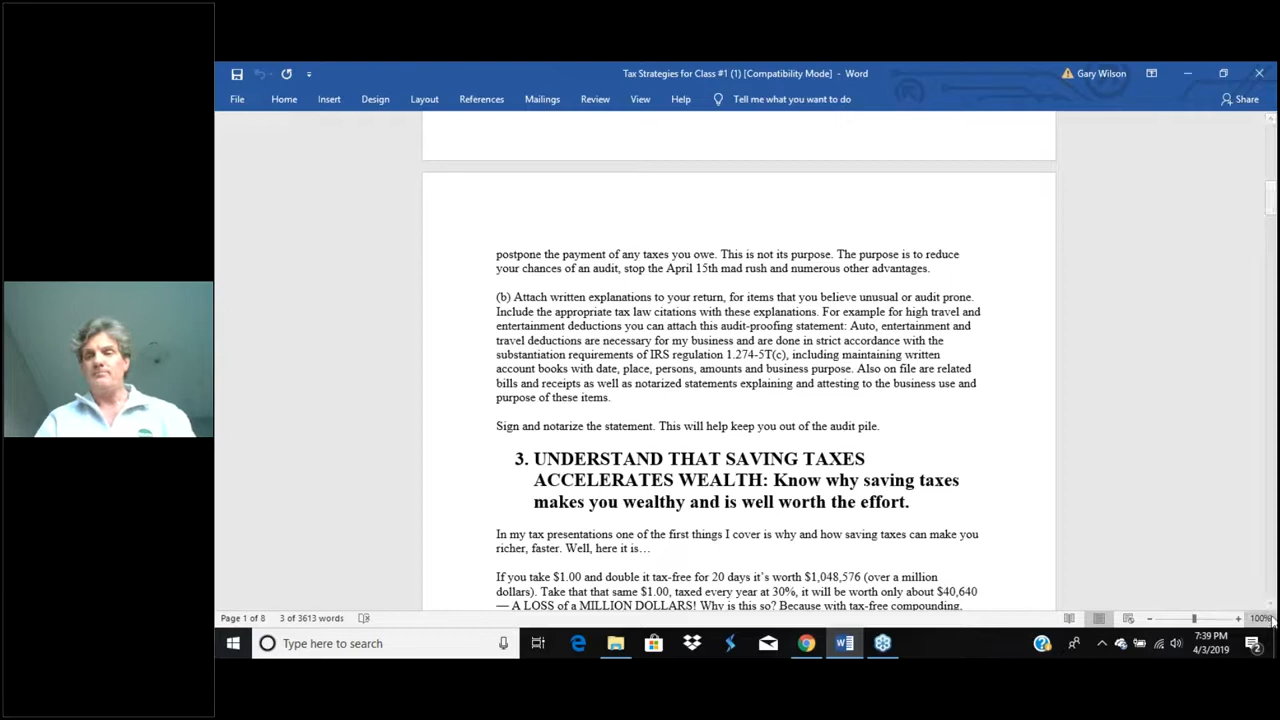 Tax Strategies for Class #1 (1) [Compatibility Mode] - Word
Gary Wilson
File Home Insert Design Layout References Mailings Review View Help Tell me what you want to do Share
postpone the payment of any taxes you owe. This is not its purpose. The purpose is to reduce
your chances of an audit, stop the April 15th mad rush and numerous other advantages.
(b) Attach written explanations to your return, for items that you believe unusual or audit prone.
Include the appropriate tax law citations with these explanations. For example for high travel and
entertainment deductions you can attach this audit-proofing statement: Auto, entertainment and
travel deductions are necessary for my business and are done in strict accordance with the
substantiation requirements of IRS regulation 1.274-5T(c), including maintaining written
account books with date, place, persons, amounts and business purpose. Also on file are related
bills and receipts as well as notarized statements explaining and attesting to the business use and
purpose of these items.
Sign and notarize the statement. This will help keep you out of the audit pile.
3. UNDERSTAND THAT SAVING TAXES
ACCELERATES WEALTH: Know why saving taxes
makes you wealthy and is well worth the effort.
In my tax presentations one of the first things I cover is why and how saving taxes can make you
richer, faster. Well, here it is…
If you take $1.00 and double it tax-free for 20 days it's worth $1,048,576 (over a million
dollars). Take that that same $1.00, taxed every year at 30%, it will be worth only about $40,640
— A LOSS of a MILLION DOLLARS! Why is this so? Because with tax-free compounding,
Page 1 of 8 3 of 3613 words 100%
Type here to search
7:39 PM
4/3/2019
2